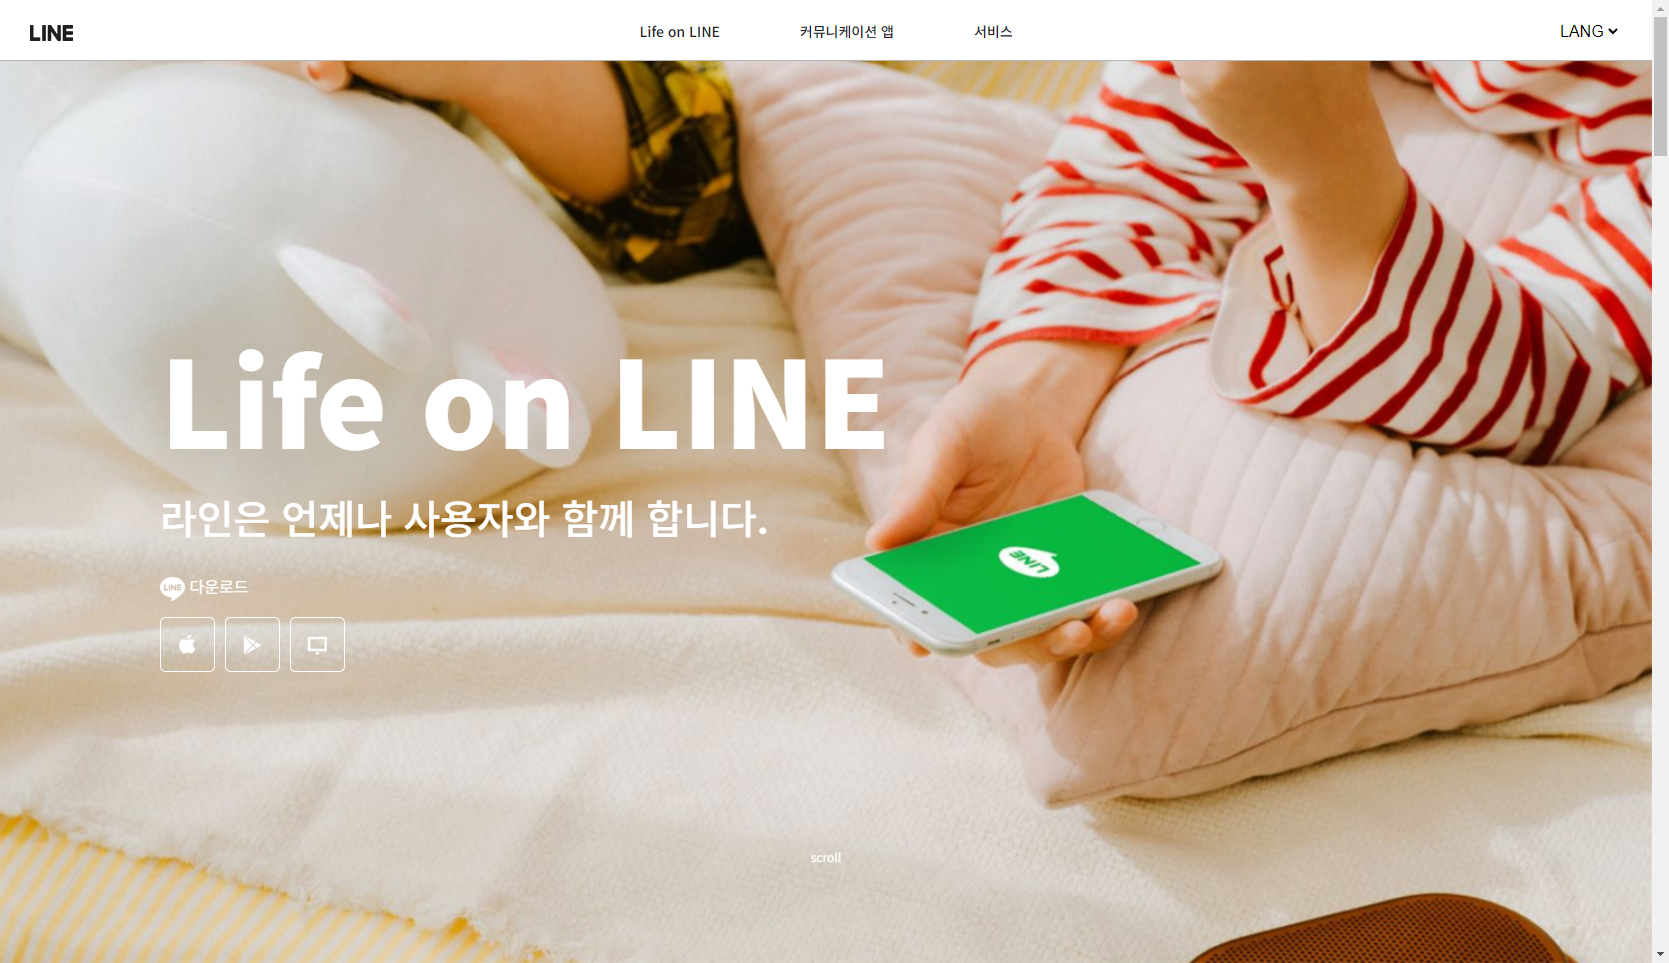 LINE
Life on LINE
커뮤니케이션 앱
서비스
LANG
Life on LINE
라인은 언제나 사용자와 함께 합니다.
LINE 다운로드
LINE
scroll